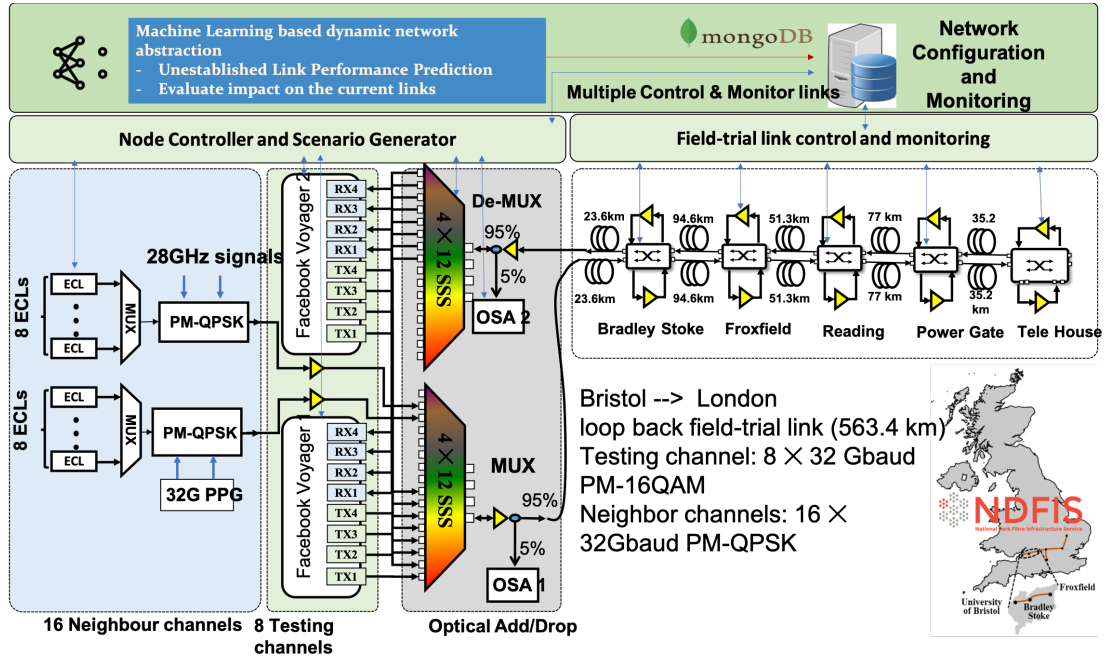 Machine Learning based dynamic network
abstraction
- Unestablished Link Performance Prediction
- Evaluate impact on the current links
mongoDB
Multiple Control & Monitor links
Network
Configuration
and
Monitoring
Node Controller and Scenario Generator
Field-trial link control and monitoring
8 ECLs
ECL
ECL
MUX
28GHz signals
PM-QPSK
8 ECLs
ECL
ECL
MUX
PM-QPSK
32G PPG
16 Neighbour channels
Facebook Voyager 2
RX4
RX3
RX2
RX1
TX4
TX3
TX2
TX1
Facebook Voyager
RX4
RX3
RX2
RX1
TX4
TX3
TX2
TX1
8 Testing
channels
4 × 12 SSS
De-MUX
95%
5%
OSA 2
4 × 12 SSS
MUX
95%
5%
OSA 1
Optical Add/Drop
23.6km
94.6km
51.3km
77 km
35.2
23.6km
94.6km
51.3km
77 km
35.2
km
Bradley Stoke
Froxfield
Reading
Power Gate
Tele House
Bristol --> London
loop back field-trial link (563.4 km)
Testing channel: 8 × 32 Gbaud
PM-16QAM
Neighbor channels: 16 ×
32Gbaud PM-QPSK
NDFIS
National Dark Fibre Infrastructure Service
University
of Bristol
Bradley
Stoke
Froxfield